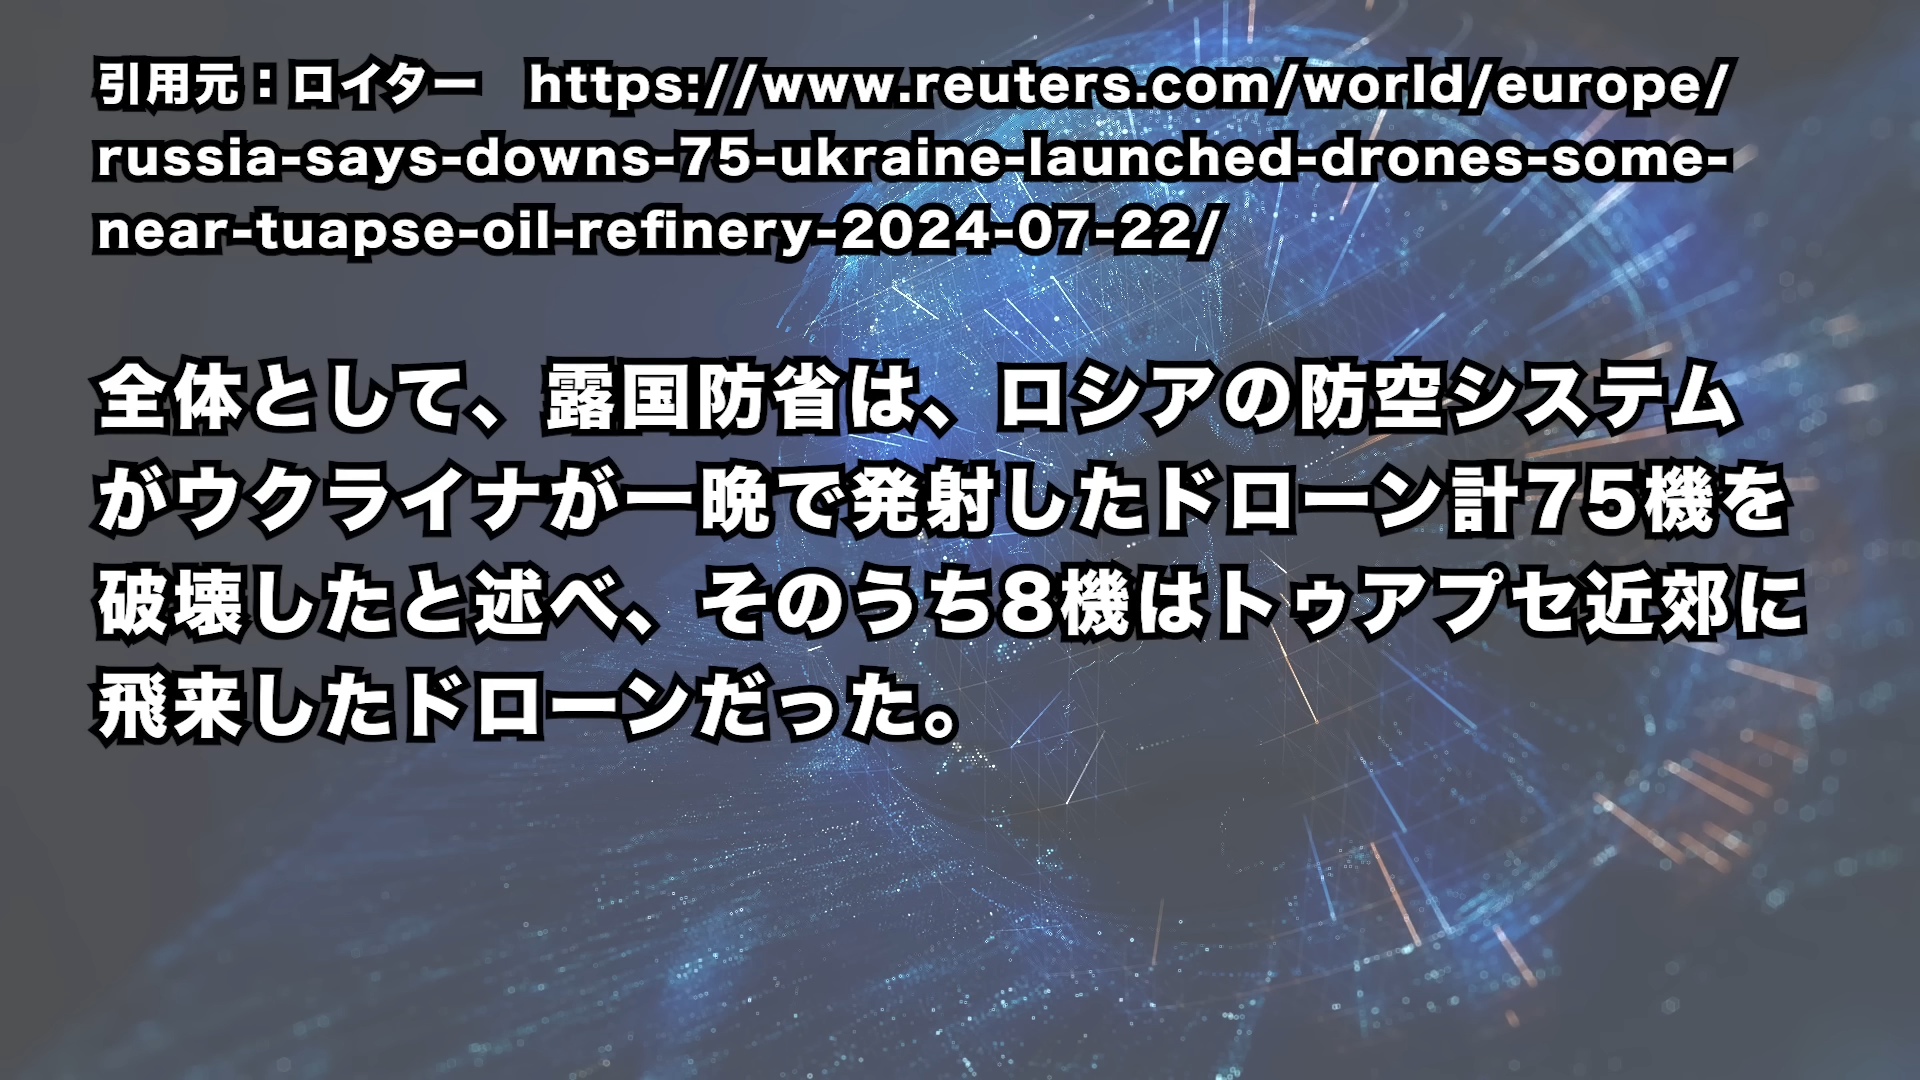 引用元：ロイター　https://www.reuters.com/world/europe/
russia-says-downs-75-ukraine-launched-drones-some-
near-tuapse-oil-refinery-2024-07-22/
全体として、露国防省は、ロシアの防空システム
がウクライナが一晩で発射したドローン計75機を
破壊したと述べ、そのうち8機はトゥアプセ近郊に
飛来したドローンだった。